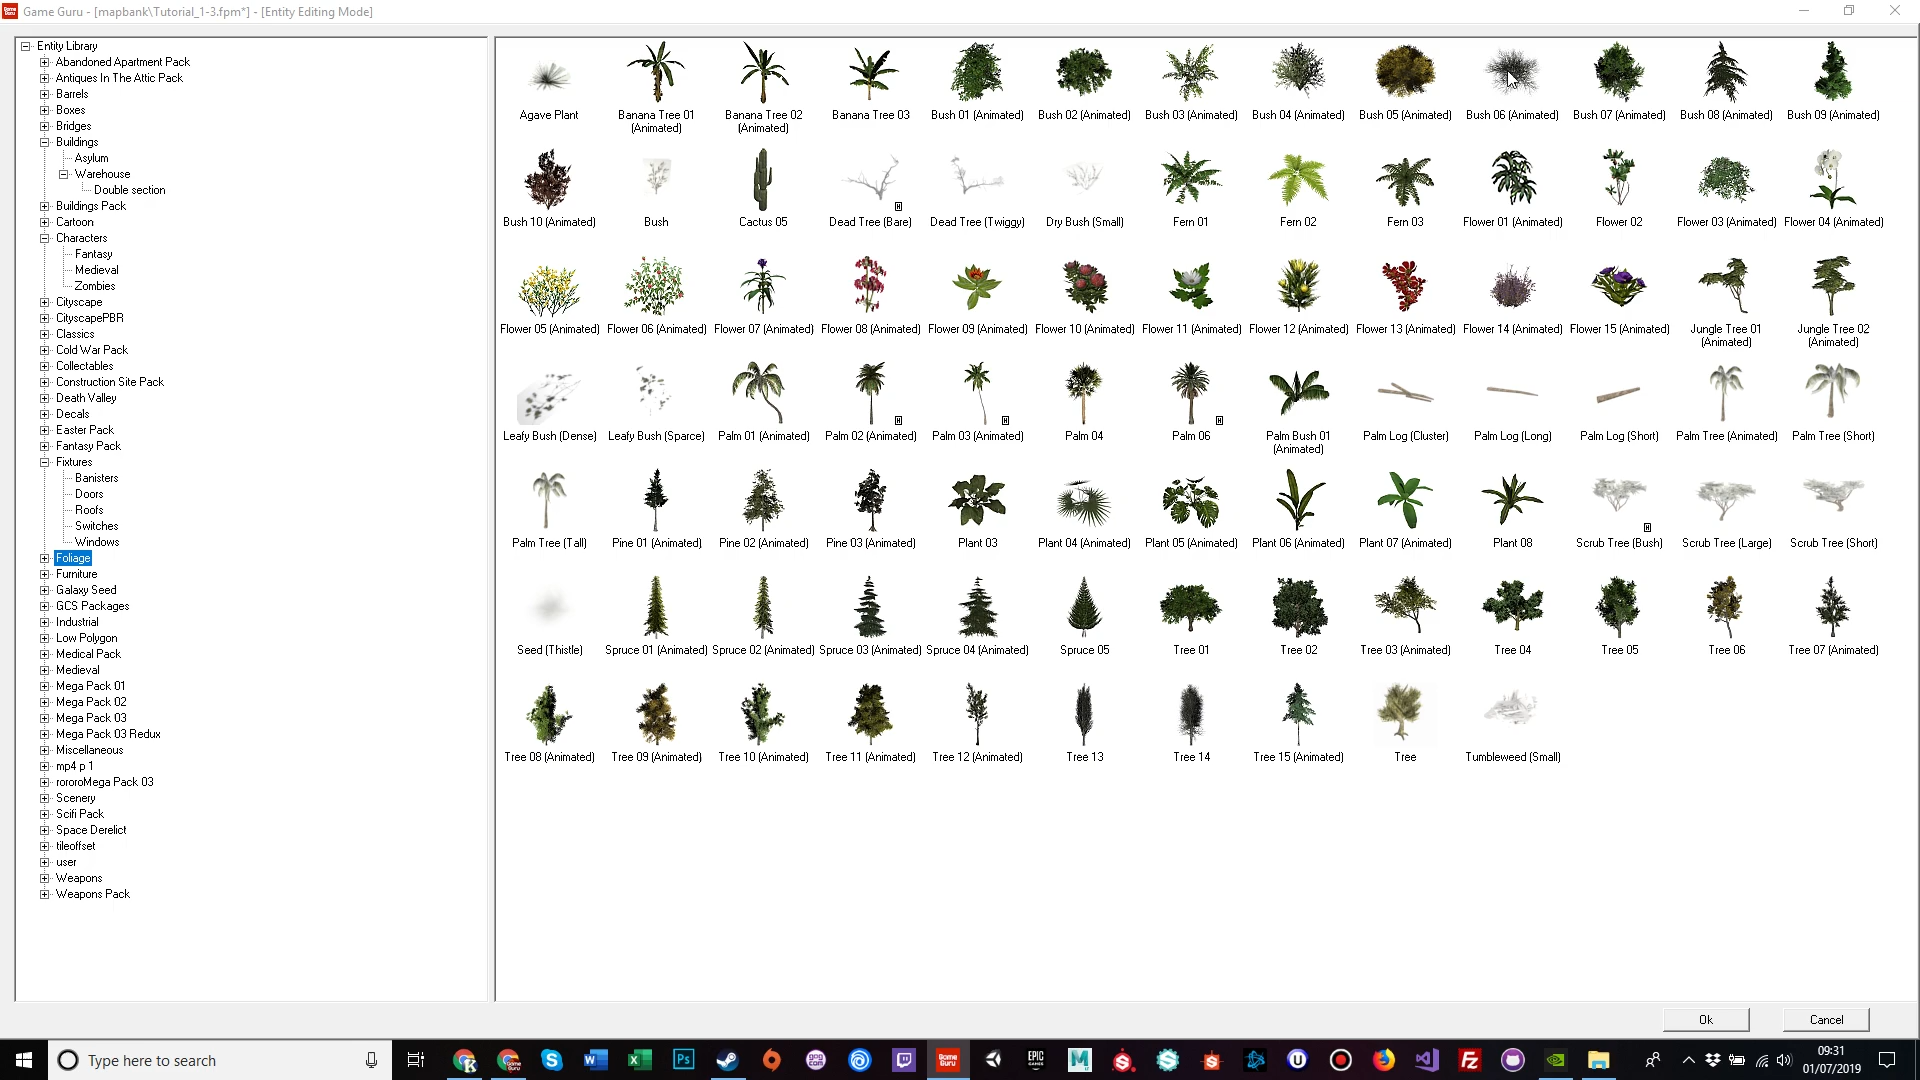 Game Guru - [mapbank\Tutorial_1-3.fpm*] - [Entity Editing Mode]
Entity Library
Abandoned Apartment Pack
Antiques In The Attic Pack
Barrels
Boxes
Bridges
Buildings
Asylum
Warehouse
Double section
Buildings Pack
Cartoon
Characters
Fantasy
Medieval
Zombies
Cityscape
CityscapePBR
Classics
Cold War Pack
Collectables
Construction Site Pack
Death Valley
Decals
Easter Pack
Fantasy Pack
Fixtures
Banisters
Doors
Roofs
Switches
Windows
Foliage
Furniture
Galaxy Seed
GCS Packages
Industrial
Low Polygon
Medical Pack
Medieval
Mega Pack 01
Mega Pack 02
Mega Pack 03
Mega Pack 03 Redux
Miscellaneous
mp4 p 1
rororoMega Pack 03
Scenery
Scifi Pack
Space Derelict
tileoffset
user
Weapons
Weapons Pack
Agave Plant
Banana Tree 01
(Animated)
Banana Tree 02
(Animated)
Banana Tree 03
Bush 01 (Animated)
Bush 02 (Animated)
Bush 03 (Animated)
Bush 04 (Animated)
Bush 05 (Animated)
Bush 06 (Animated)
Bush 07 (Animated)
Bush 08 (Animated)
Bush 09 (Animated)
Bush 10 (Animated)
Bush
Cactus 05
Dead Tree (Bare)
Dead Tree (Twiggy)
Dry Bush (Small)
Fern 01
Fern 02
Fern 03
Flower 01 (Animated)
Flower 02
Flower 03 (Animated)
Flower 04 (Animated)
Flower 05 (Animated)
Flower 06 (Animated)
Flower 07 (Animated)
Flower 08 (Animated)
Flower 09 (Animated)
Flower 10 (Animated)
Flower 11 (Animated)
Flower 12 (Animated)
Flower 13 (Animated)
Flower 14 (Animated)
Flower 15 (Animated)
Jungle Tree 01
(Animated)
Jungle Tree 02
(Animated)
Leafy Bush (Dense)
Leafy Bush (Sparce)
Palm 01 (Animated)
Palm 02 (Animated)
Palm 03 (Animated)
Palm 04
Palm 06
Palm Bush 01
(Animated)
Palm Log (Cluster)
Palm Log (Long)
Palm Log (Short)
Palm Tree (Animated)
Palm Tree (Short)
Palm Tree (Tall)
Pine 01 (Animated)
Pine 02 (Animated)
Pine 03 (Animated)
Plant 03
Plant 04 (Animated)
Plant 05 (Animated)
Plant 06 (Animated)
Plant 07 (Animated)
Plant 08
Scrub Tree (Bush)
Scrub Tree (Large)
Scrub Tree (Short)
Seed (Thistle)
Spruce 01 (Animated)
Spruce 02 (Animated)
Spruce 03 (Animated)
Spruce 04 (Animated)
Spruce 05
Tree 01
Tree 02
Tree 03 (Animated)
Tree 04
Tree 05
Tree 06
Tree 07 (Animated)
Tree 08 (Animated)
Tree 09 (Animated)
Tree 10 (Animated)
Tree 11 (Animated)
Tree 12 (Animated)
Tree 13
Tree 14
Tree 15 (Animated)
Tree
Tumbleweed (Small)
Ok
Cancel
Type here to search
09:31
01/07/2019